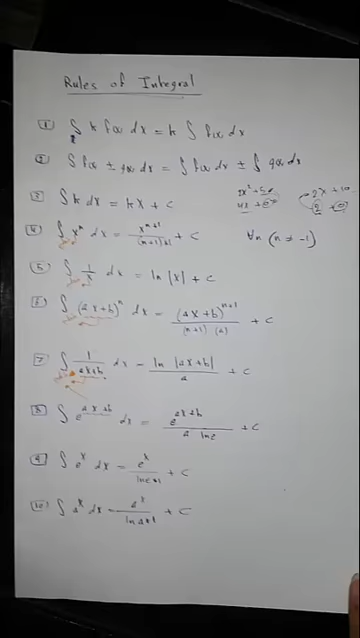 Rules of Integral
1 ∫ k f(x) dx = k ∫ f(x) dx
2 ∫ f(x) ± g(x) dx = ∫ f(x) dx ± ∫ g(x) dx
3 ∫ k dx = kx + c
4 ∫ xⁿ dx = xⁿ⁺¹/(n+1) + c ∀n (n ≠ -1)
5 ∫ 1/x dx = ln |x| + c
6 ∫ (ax+b)ⁿ dx = (ax+b)ⁿ⁺¹/(n+1)(a) + c
7 ∫ 1/(ax+b) dx = ln |ax+b|/a + c
8 ∫ e^(ax+b) dx = e^(ax+b)/(a ln e) + c
9 ∫ eˣ dx = eˣ/(ln e · 1) + c
10 ∫ aˣ dx = aˣ/(ln a · 1) + c